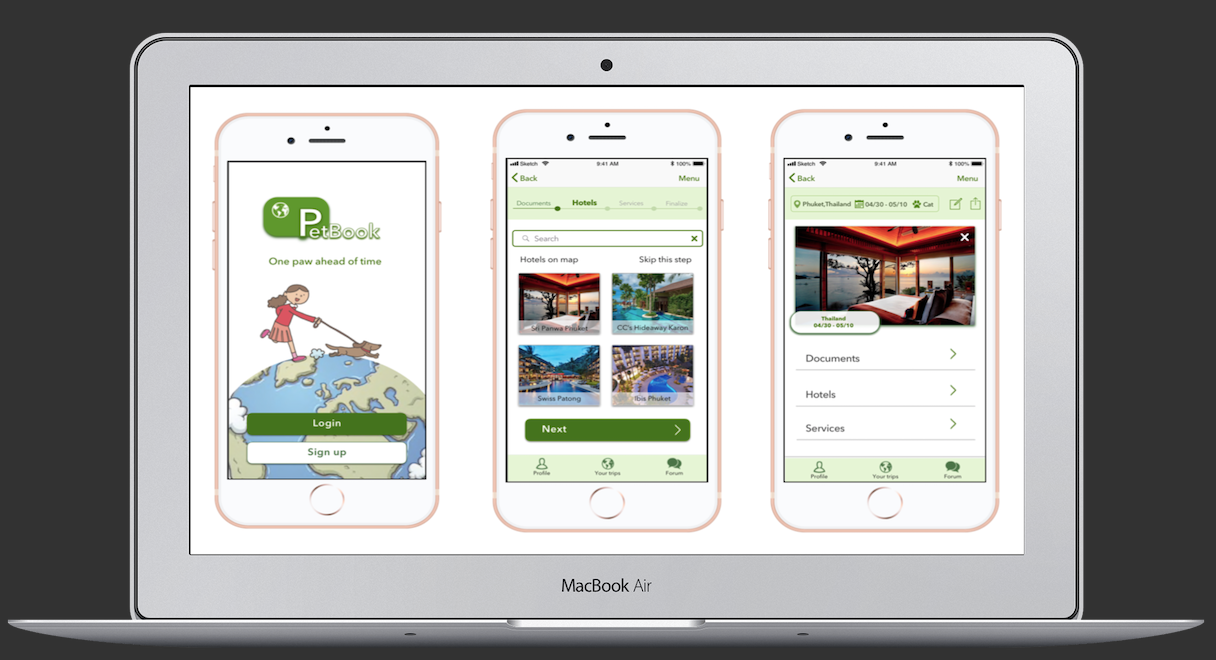 PetBook
One paw ahead of time
Login
Sign up
Sketch 9:41 AM 100%
Back Menu
Documents Hotels Services Finalize
Search
Hotels on map Skip this step
Sri Panwa Phuket CC's Hideaway Karon
Swiss Patong Ibis Phuket
Next
Profile Your trips Forum
Sketch 9:41 AM 100%
Back Menu
Phuket,Thailand 04/30 - 05/10 Cat
Thailand
04/30 - 05/10
Documents
Hotels
Services
Profile Your trips Forum
MacBook Air